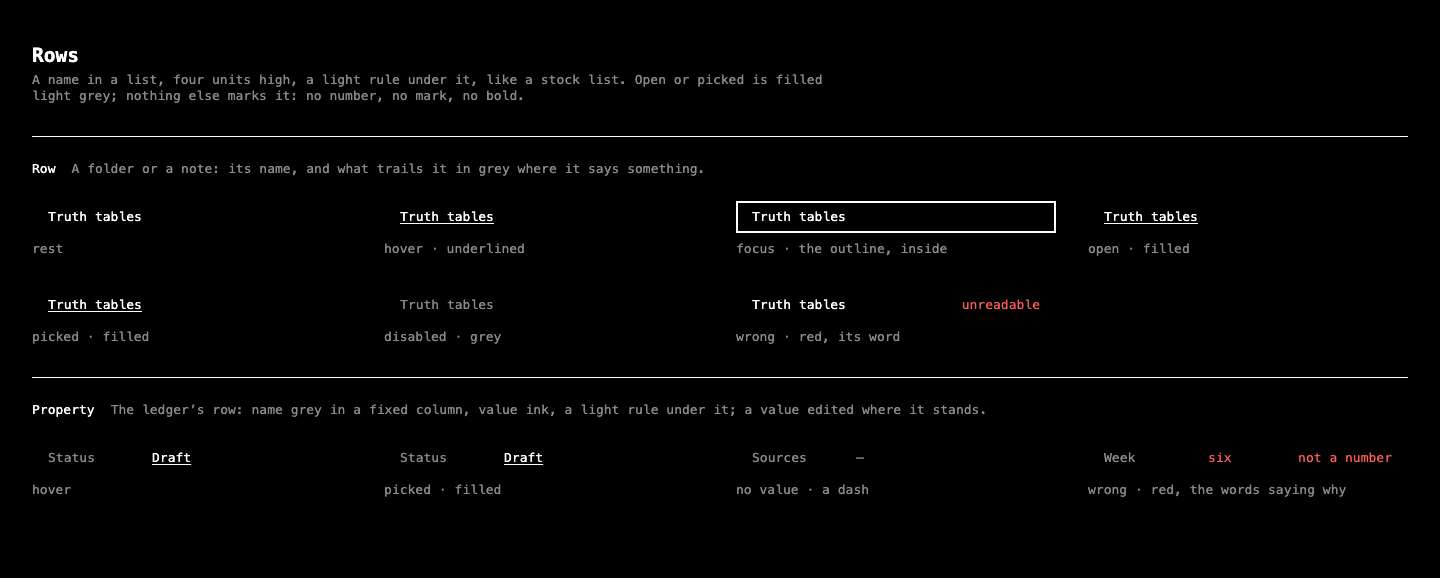 Rows
A name in a list, four units high, a light rule under it, like a stock list. Open or picked is filled
light grey; nothing else marks it: no number, no mark, no bold.
Row A folder or a note: its name, and what trails it in grey where it says something.
Truth tables Truth tables Truth tables Truth tables
rest hover · underlined focus · the outline, inside open · filled
Truth tables Truth tables Truth tables unreadable
picked · filled disabled · grey wrong · red, its word
Property The ledger’s row: name grey in a fixed column, value ink, a light rule under it; a value edited where it stands.
Status Draft Status Draft Sources — Week six not a number
hover picked · filled no value · a dash wrong · red, the words saying why